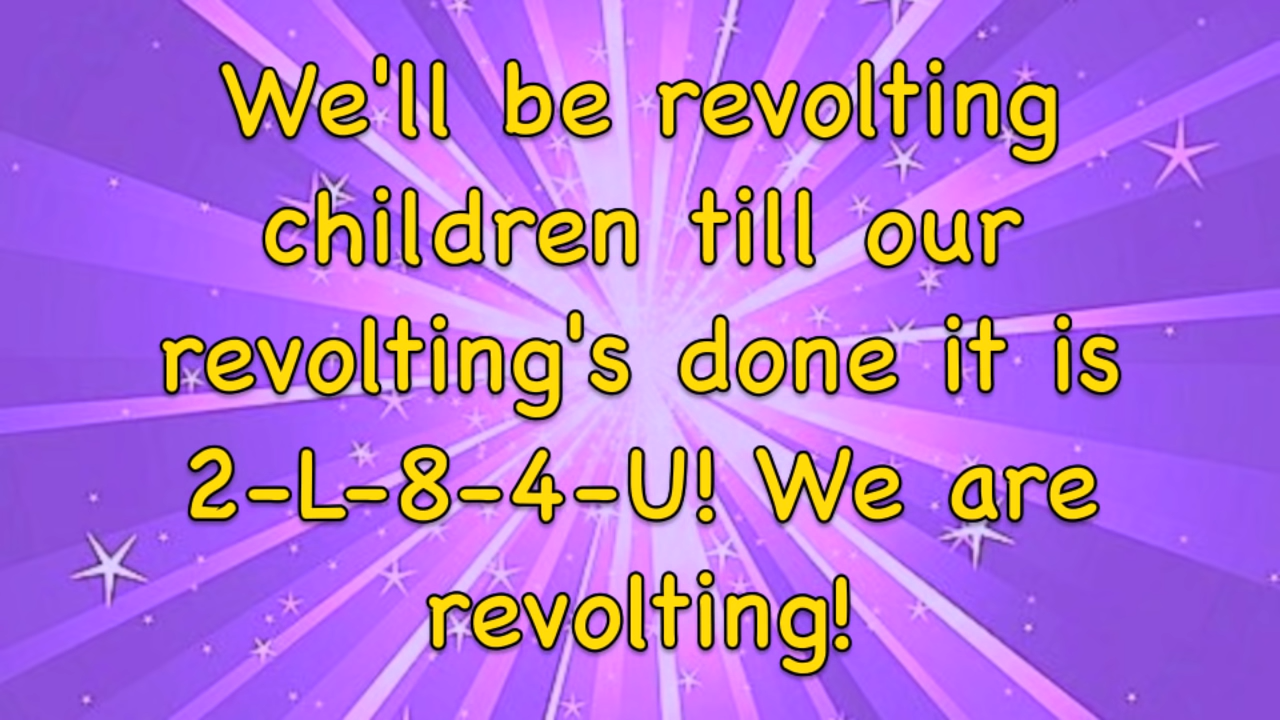 We'll be revolting
children till our
revolting's done it is
2-L-8-4-U! We are
revolting!